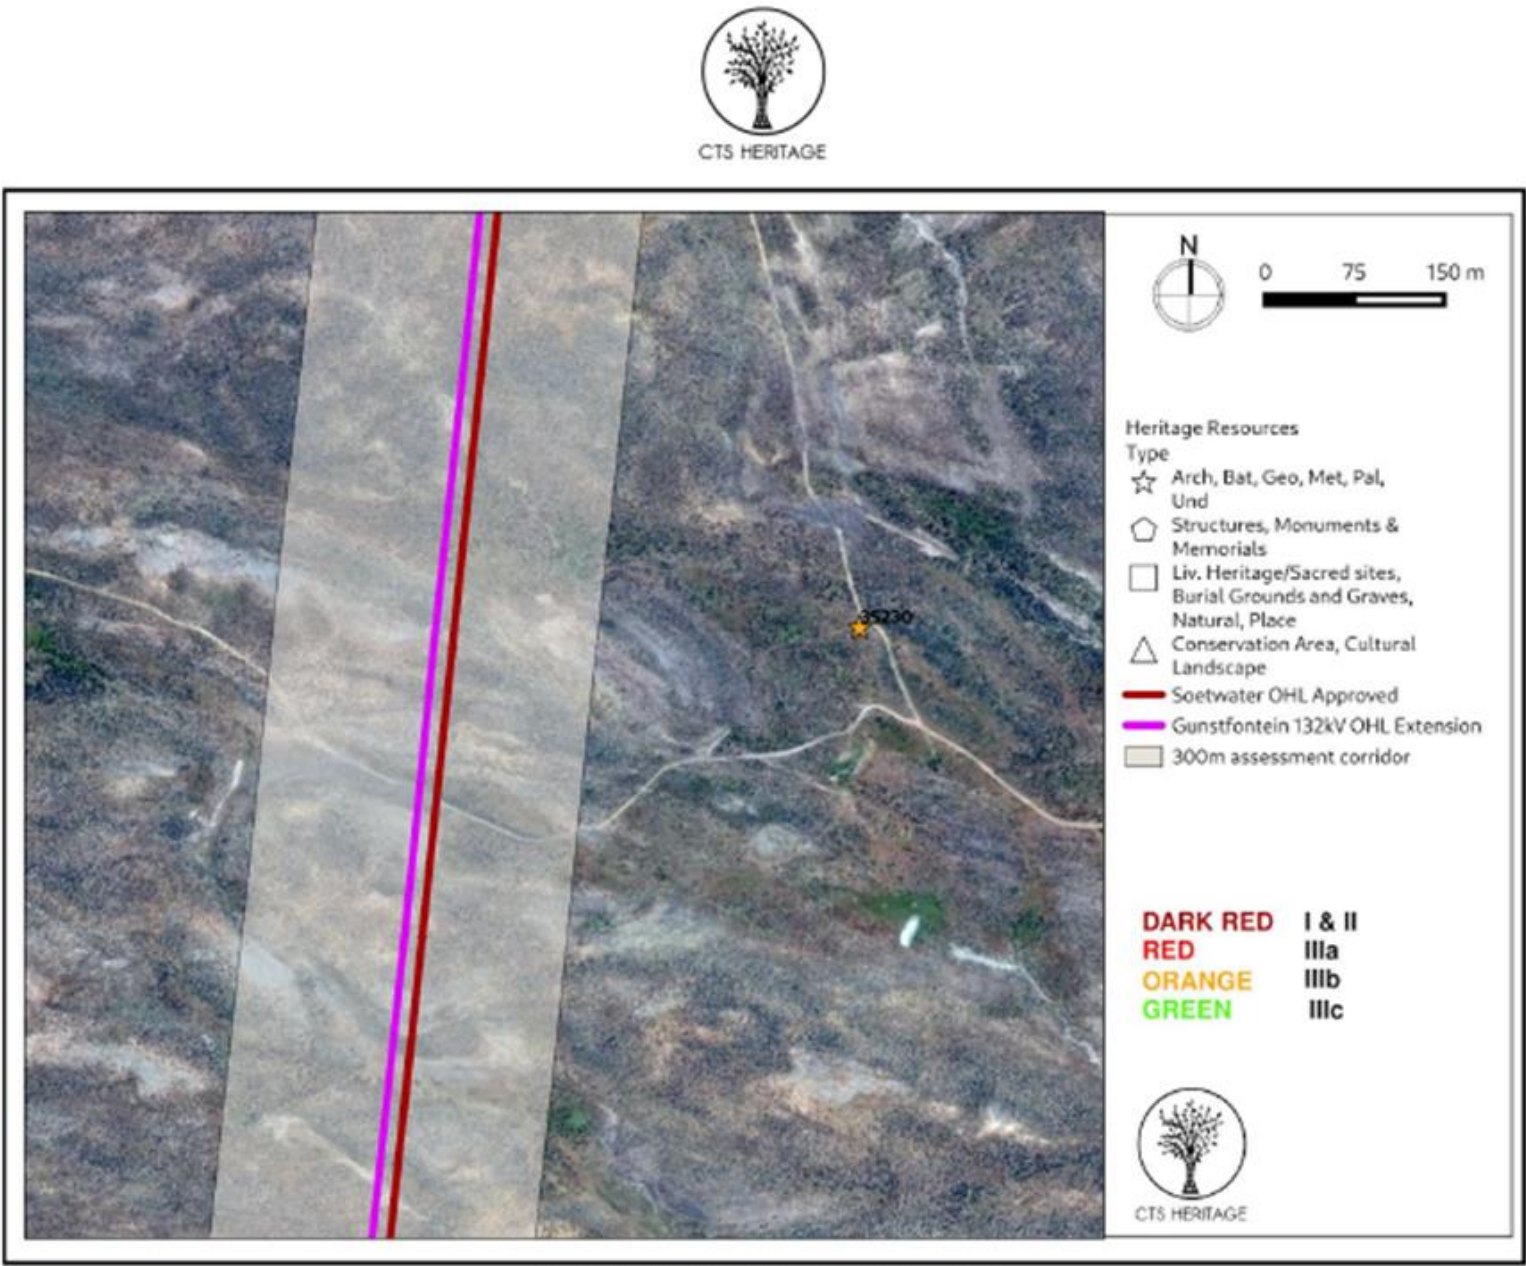 CTS HERITAGE
N
0 75 150 m
35230
Heritage Resources
Type
Arch, Bat, Geo, Met, Pal,
Und
Structures, Monuments &
Memorials
Liv. Heritage/Sacred sites,
Burial Grounds and Graves,
Natural, Place
Conservation Area, Cultural
Landscape
Soetwater OHL Approved
Gunstfontein 132kV OHL Extension
300m assessment corridor
DARK RED I & II
RED IIIa
ORANGE IIIb
GREEN IIIc
CTS HERITAGE